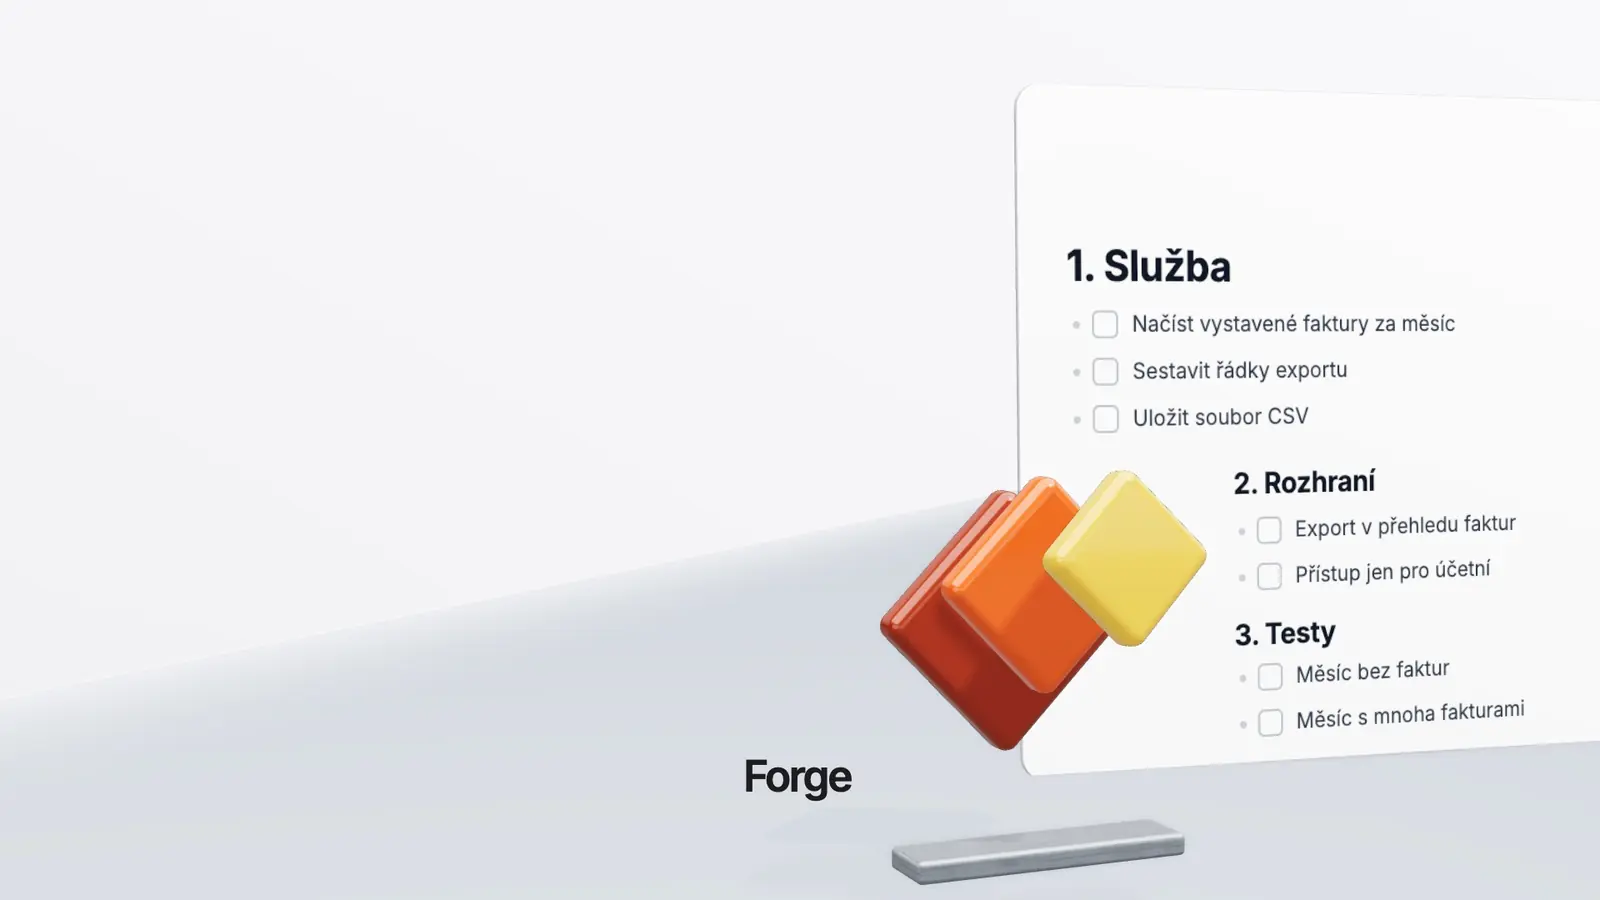 1. Služba
Načíst vystavené faktury za měsíc
Sestavit řádky exportu
Uložit soubor CSV
2. Rozhraní
Export v přehledu faktur
Přístup jen pro účetní
3. Testy
Měsíc bez faktur
Měsíc s mnoha fakturami
Forge